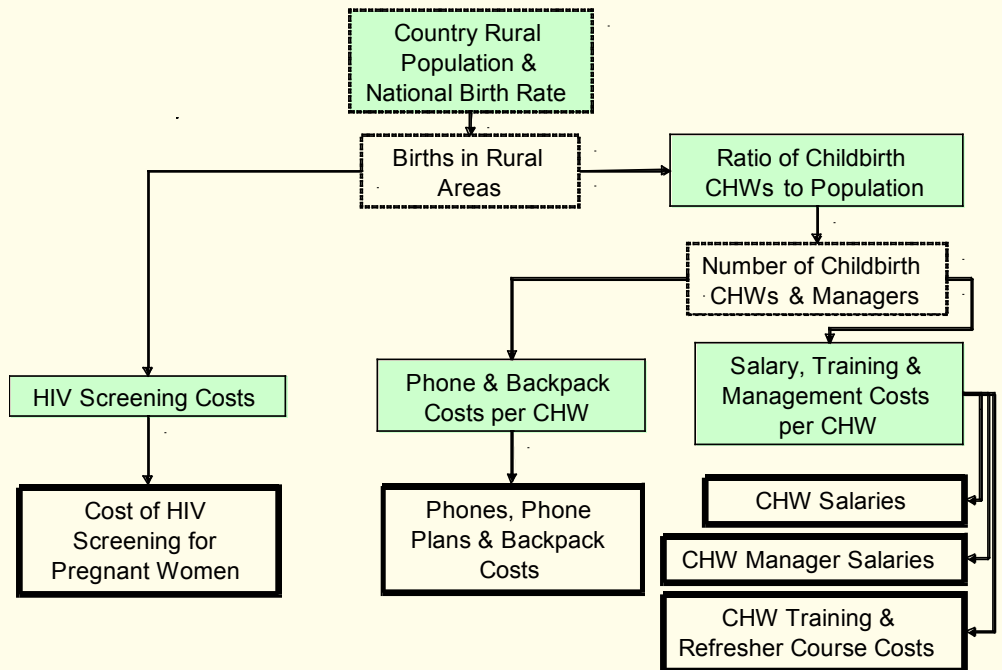 Country Rural
Population &
National Birth Rate
Births in Rural
Areas
Ratio of Childbirth
CHWs to Population
Number of Childbirth
CHWs & Managers
HIV Screening Costs
Phone & Backpack
Costs per CHW
Salary, Training &
Management Costs
per CHW
Cost of HIV
Screening for
Pregnant Women
Phones, Phone
Plans & Backpack
Costs
CHW Salaries
CHW Manager Salaries
CHW Training &
Refresher Course Costs